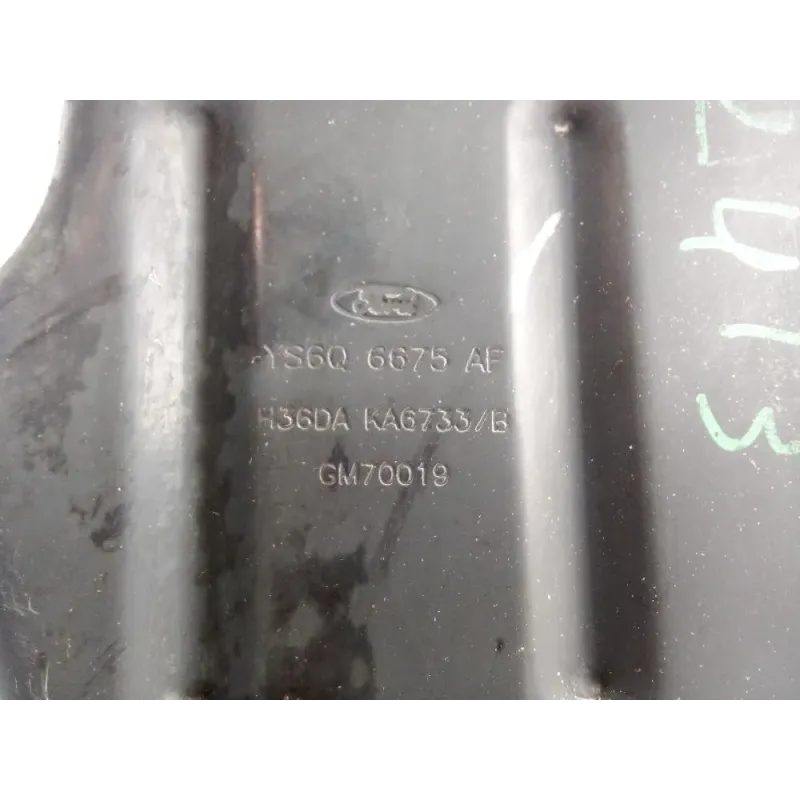 Ford
YS6Q 6675 AF
H36DA KA6733/B
GM70019